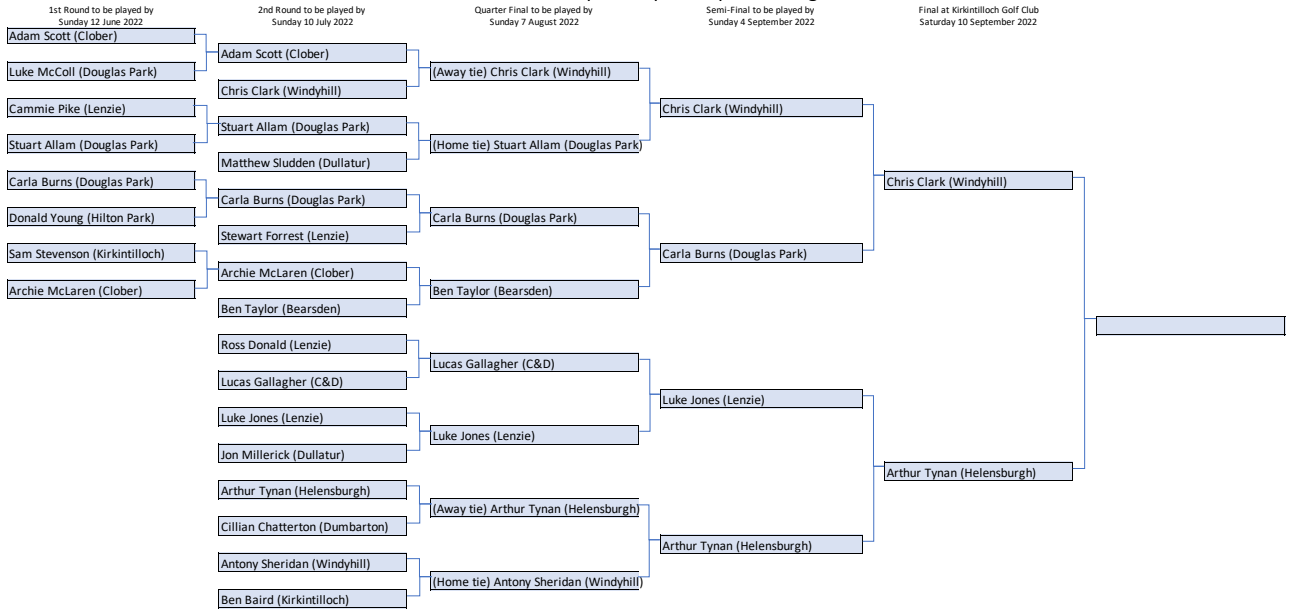 1st Round to be played by
Sunday 12 June 2022
2nd Round to be played by
Sunday 10 July 2022
Quarter Final to be played by
Sunday 7 August 2022
Semi-Final to be played by
Sunday 4 September 2022
Final at Kirkintilloch Golf Club
Saturday 10 September 2022
Adam Scott (Clober)
Luke McColl (Douglas Park)
Cammie Pike (Lenzie)
Stuart Allam (Douglas Park)
Carla Burns (Douglas Park)
Donald Young (Hilton Park)
Sam Stevenson (Kirkintilloch)
Archie McLaren (Clober)
Adam Scott (Clober)
Chris Clark (Windyhill)
Stuart Allam (Douglas Park)
Matthew Sludden (Dullatur)
Carla Burns (Douglas Park)
Stewart Forrest (Lenzie)
Archie McLaren (Clober)
Ben Taylor (Bearsden)
Ross Donald (Lenzie)
Lucas Gallagher (C&D)
Luke Jones (Lenzie)
Jon Millerick (Dullatur)
Arthur Tynan (Helensburgh)
Cillian Chatterton (Dumbarton)
Antony Sheridan (Windyhill)
Ben Baird (Kirkintilloch)
(Away tie) Chris Clark (Windyhill)
(Home tie) Stuart Allam (Douglas Park)
Carla Burns (Douglas Park)
Ben Taylor (Bearsden)
Lucas Gallagher (C&D)
Luke Jones (Lenzie)
(Away tie) Arthur Tynan (Helensburgh)
(Home tie) Antony Sheridan (Windyhill)
Chris Clark (Windyhill)
Carla Burns (Douglas Park)
Luke Jones (Lenzie)
Arthur Tynan (Helensburgh)
Chris Clark (Windyhill)
Arthur Tynan (Helensburgh)